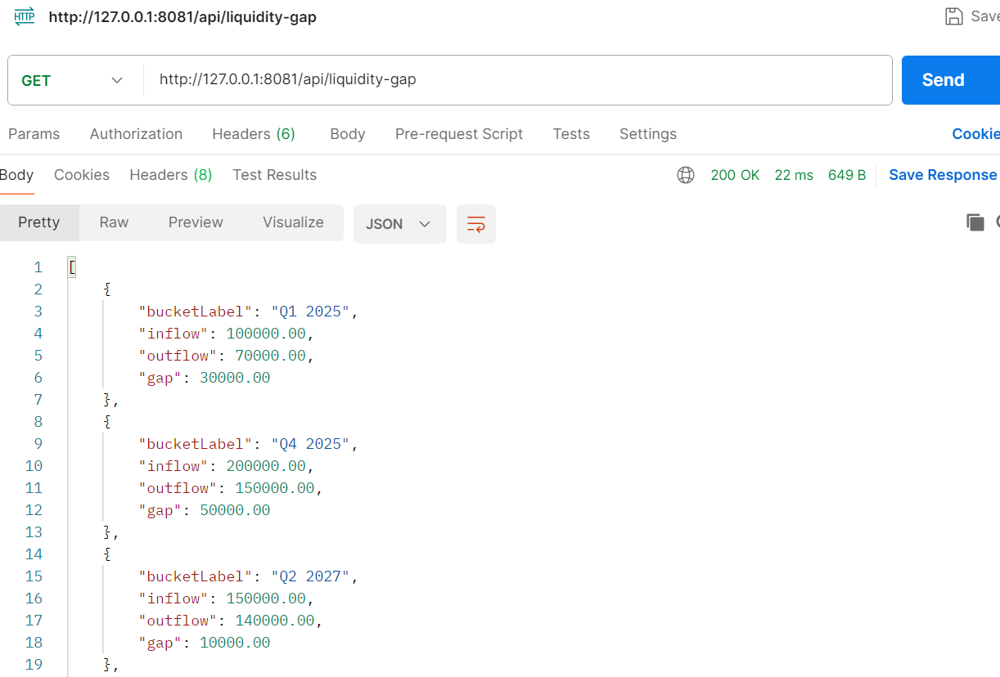 HTTP http://127.0.0.1:8081/api/liquidity-gap Save
GET http://127.0.0.1:8081/api/liquidity-gap Send
Params Authorization Headers (6) Body Pre-request Script Tests Settings Cookie
Body Cookies Headers (8) Test Results 200 OK 22 ms 649 B Save Response
Pretty Raw Preview Visualize JSON
1 [
2 {
3 "bucketLabel": "Q1 2025",
4 "inflow": 100000.00,
5 "outflow": 70000.00,
6 "gap": 30000.00
7 },
8 {
9 "bucketLabel": "Q4 2025",
10 "inflow": 200000.00,
11 "outflow": 150000.00,
12 "gap": 50000.00
13 },
14 {
15 "bucketLabel": "Q2 2027",
16 "inflow": 150000.00,
17 "outflow": 140000.00,
18 "gap": 10000.00
19 },